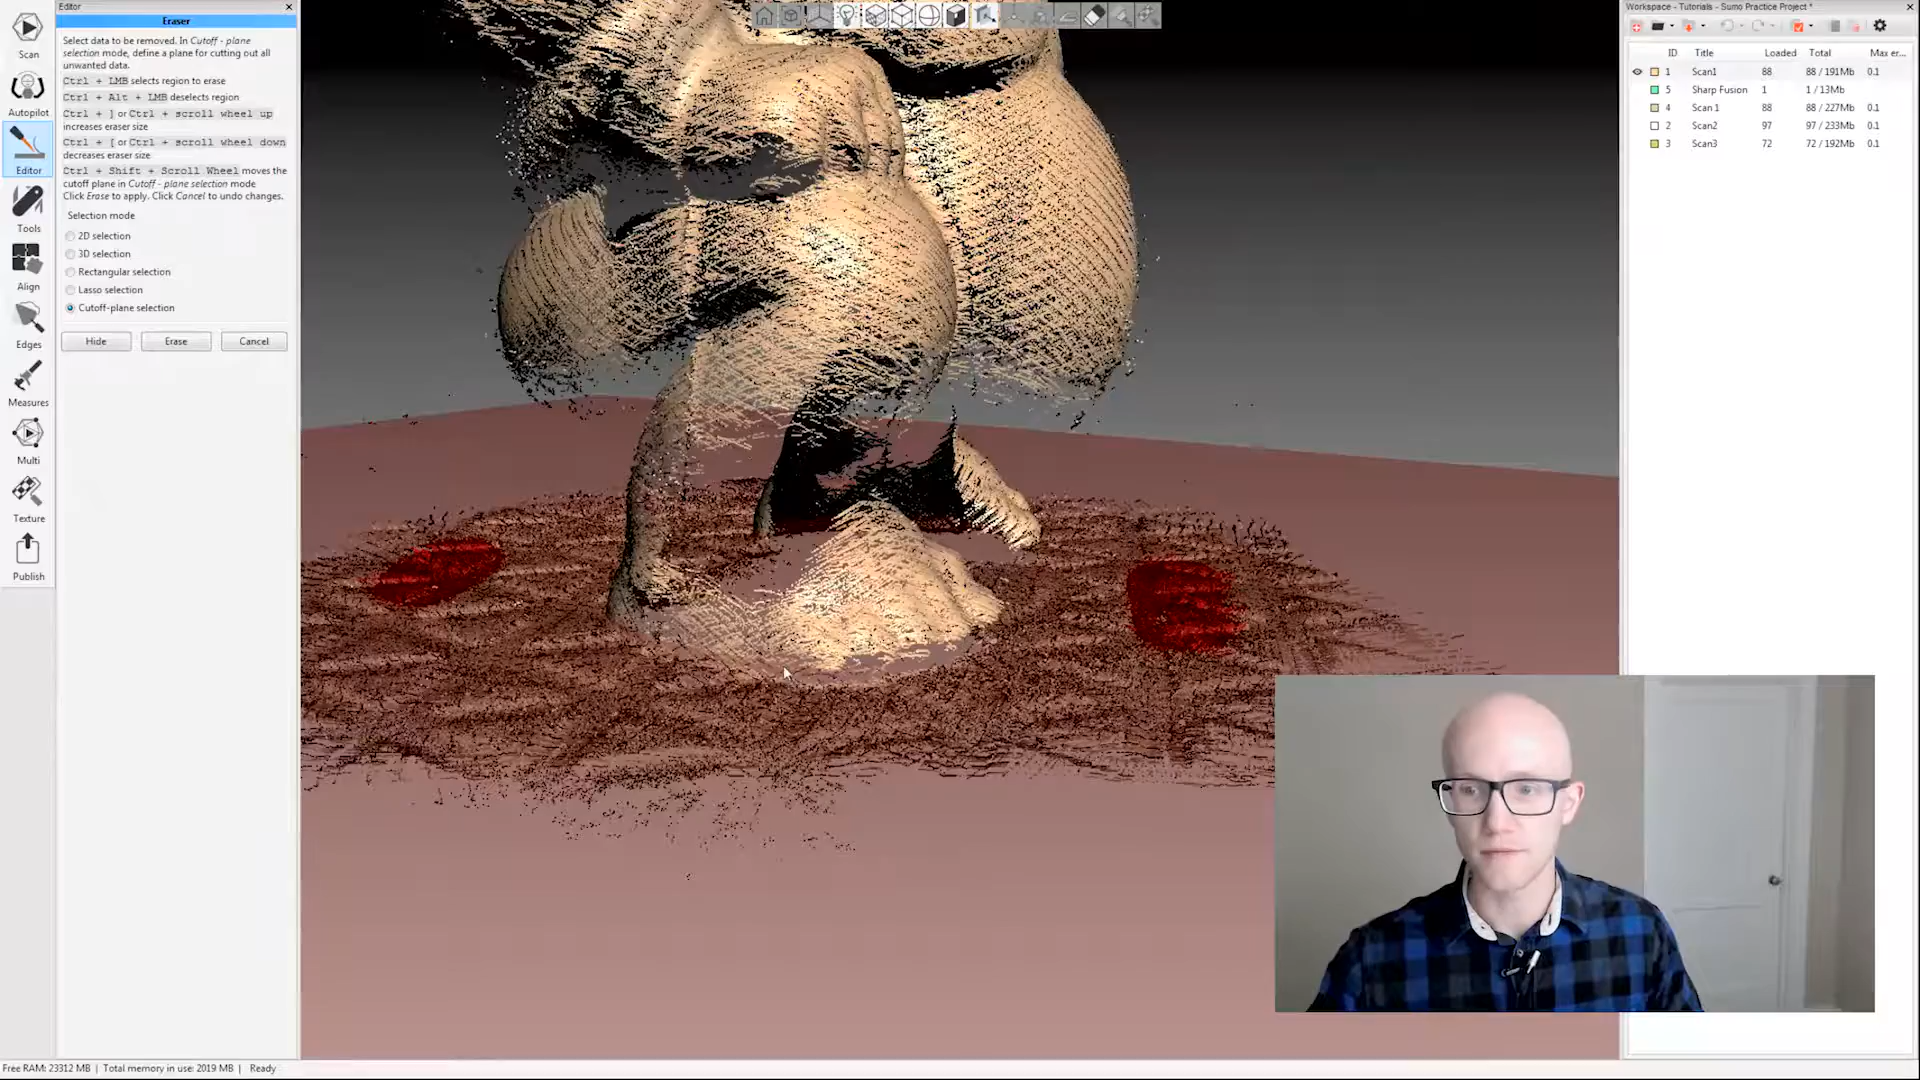 Editor
Workspace - Tutorials - Sumo Practice Project *
Eraser
Select data to be removed. In Cutoff - plane
selection mode, define a plane for cutting out all
unwanted data.
Ctrl + LMB selects region to erase
Ctrl + Alt + LMB deselects region
Ctrl + ] or Ctrl + scroll wheel up
increases eraser size
Ctrl + [ or Ctrl + scroll wheel down
decreases eraser size
Ctrl + Shift + Scroll Wheel moves the
cutoff plane in Cutoff - plane selection mode
Click Erase to apply. Click Cancel to undo changes.
Selection mode
2D selection
3D selection
Rectangular selection
Lasso selection
Cutoff-plane selection
Hide Erase Cancel
Scan
Autopilot
Editor
Tools
Align
Edges
Measures
Multi
Texture
Publish
ID Title Loaded Total Max er...
1 Scan1 88 88 / 191Mb 0.1
5 Sharp Fusion 1 1 / 13Mb
4 Scan 1 88 88 / 227Mb 0.1
2 Scan2 97 97 / 233Mb 0.1
3 Scan3 72 72 / 192Mb 0.1
Free RAM: 23312 MB | Total memory in use: 2019 MB | Ready